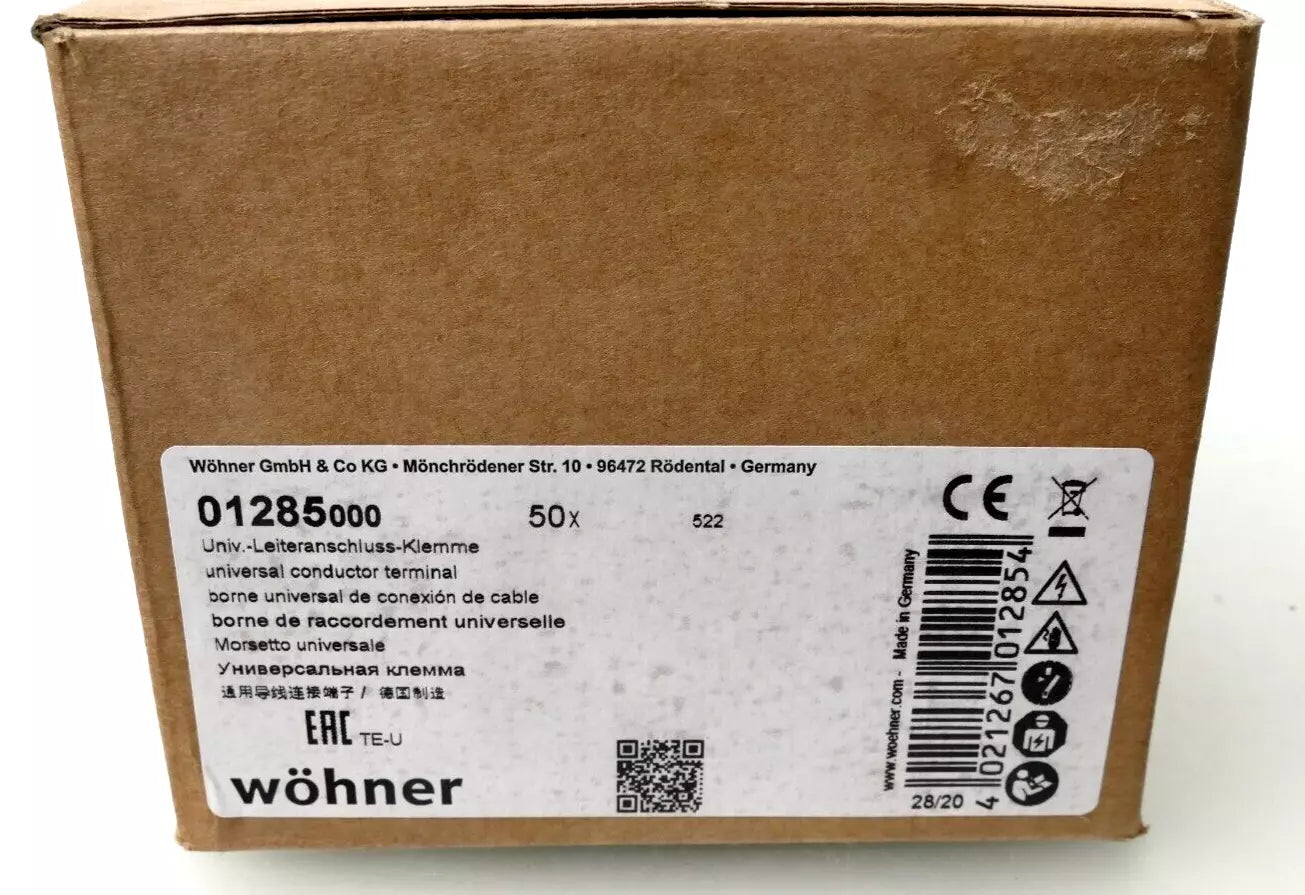 Wöhner GmbH & Co KG • Mönchrödener Str. 10 • 96472 Rödental • Germany
01285000 50x 522
Univ.-Leiteranschluss-Klemme
universal conductor terminal
borne universal de conexión de cable
borne de raccordement universelle
Morsetto universale
Универсальная клемма
通用导线连接端子 / 德国制造
EAC TE-U
wöhner
CE
www.woehner.com - Made in Germany
4 021267 012854
28/20